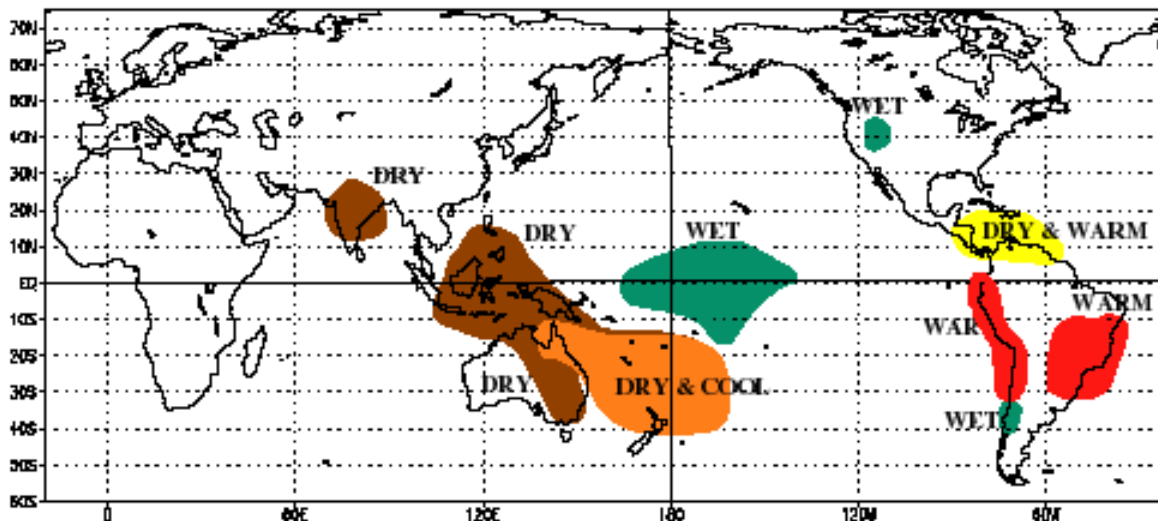 70N
60N
50N
WET
40N
30N
DRY
20N
DRY
WET
DRY & WARM
10N
EQ
WARM
10S
WAR
20S
DRY
DRY & COOL
30S
WET
40S
50S
60S
0
60E
120E
180
120W
60W